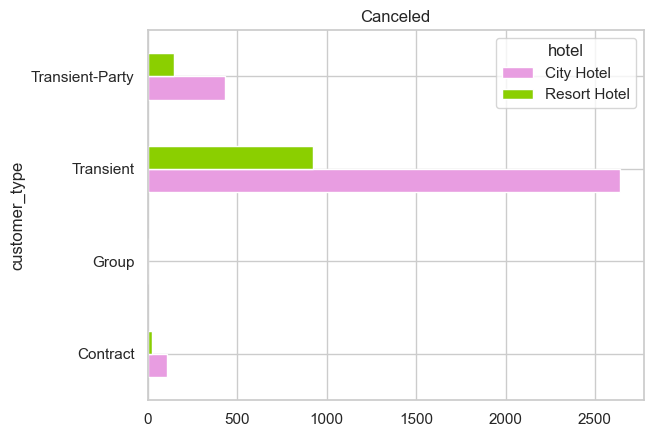 Canceled
hotel
City Hotel
Resort Hotel
customer_type
Transient-Party
Transient
Group
Contract
0 500 1000 1500 2000 2500